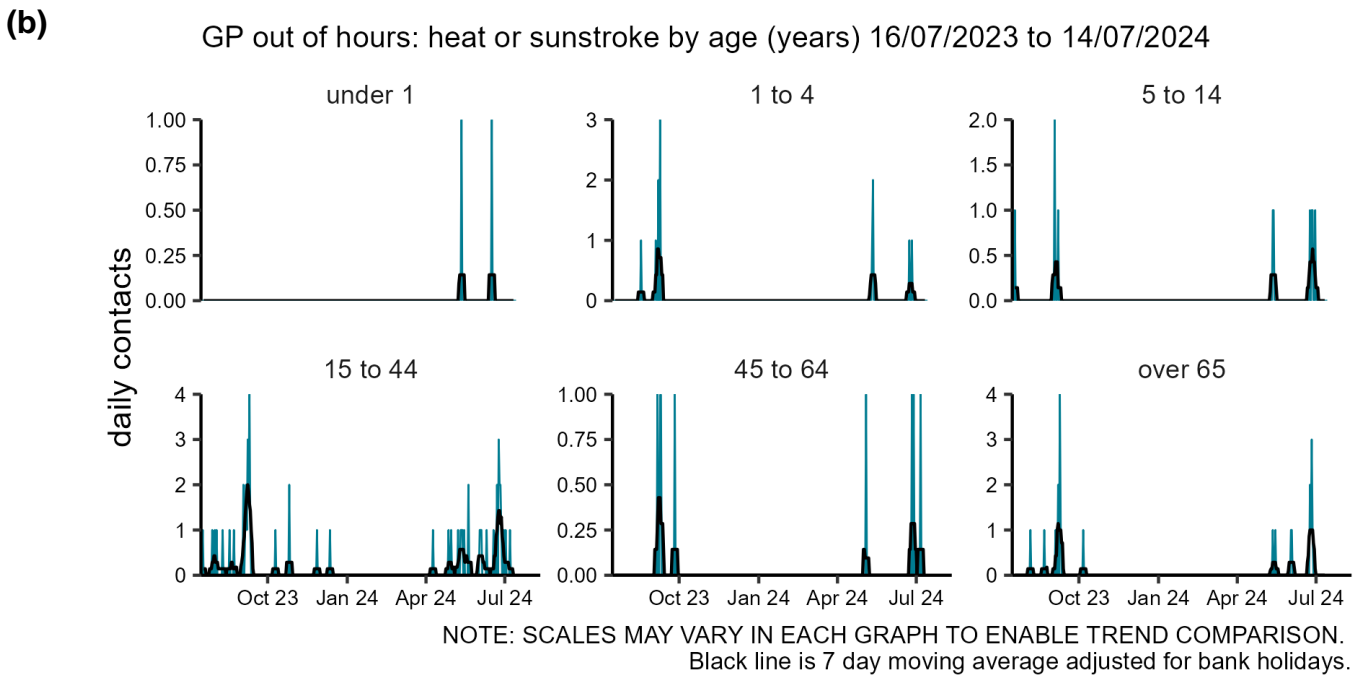 (b)
GP out of hours: heat or sunstroke by age (years) 16/07/2023 to 14/07/2024
daily contacts
under 1
1.00
0.75
0.50
0.25
0.00
1 to 4
3
2
1
0
5 to 14
2.0
1.5
1.0
0.5
0.0
15 to 44
4
3
2
1
0
Oct 23 Jan 24 Apr 24 Jul 24
45 to 64
1.00
0.75
0.50
0.25
0.00
Oct 23 Jan 24 Apr 24 Jul 24
over 65
4
3
2
1
0
Oct 23 Jan 24 Apr 24 Jul 24
NOTE: SCALES MAY VARY IN EACH GRAPH TO ENABLE TREND COMPARISON.
Black line is 7 day moving average adjusted for bank holidays.